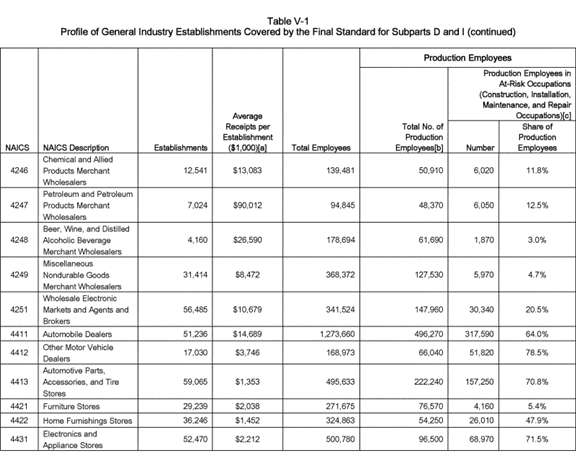 Table V-1
Profile of General Industry Establishments Covered by the Final Standard for Subparts D and I (continued)
Production Employees
Production Employees in
At-Risk Occupations
(Construction, Installation,
Maintenance, and Repair
Occupations)[c]
NAICS NAICS Description Establishments Average Receipts per Establishment ($1,000)[a] Total Employees Total No. of Production Employees[b] Number Share of Production Employees
4246 Chemical and Allied Products Merchant Wholesalers 12,541 $13,083 139,481 50,910 6,020 11.8%
4247 Petroleum and Petroleum Products Merchant Wholesalers 7,024 $90,012 94,845 48,370 6,050 12.5%
4248 Beer, Wine, and Distilled Alcoholic Beverage Merchant Wholesalers 4,160 $26,590 178,694 61,690 1,870 3.0%
4249 Miscellaneous Nondurable Goods Merchant Wholesalers 31,414 $8,472 368,372 127,530 5,970 4.7%
4251 Wholesale Electronic Markets and Agents and Brokers 56,485 $10,679 341,524 147,960 30,340 20.5%
4411 Automobile Dealers 51,236 $14,689 1,273,660 496,270 317,590 64.0%
4412 Other Motor Vehicle Dealers 17,030 $3,746 168,973 66,040 51,820 78.5%
4413 Automotive Parts, Accessories, and Tire Stores 59,065 $1,353 495,633 222,240 157,250 70.8%
4421 Furniture Stores 29,239 $2,038 271,675 76,570 4,160 5.4%
4422 Home Furnishings Stores 36,246 $1,452 324,863 54,250 26,010 47.9%
4431 Electronics and Appliance Stores 52,470 $2,212 500,780 96,500 68,970 71.5%